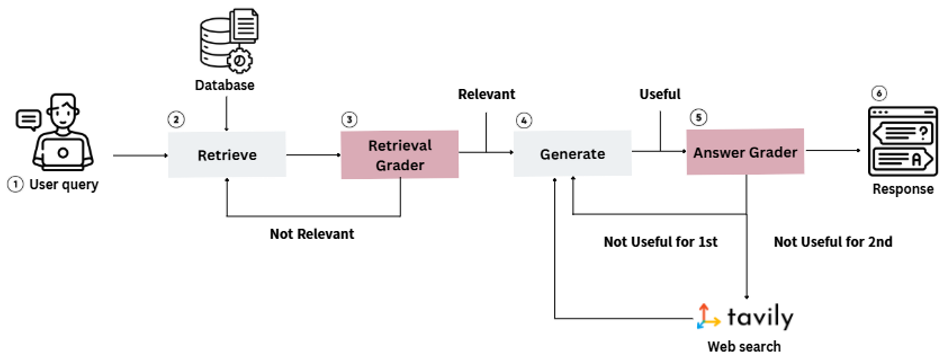 Database
Relevant
Useful
① User query
② Retrieve
③ Retrieval
Grader
④ Generate
⑤ Answer Grader
⑥
?
A
Response
Not Relevant
Not Useful for 1st
Not Useful for 2nd
tavily
Web search